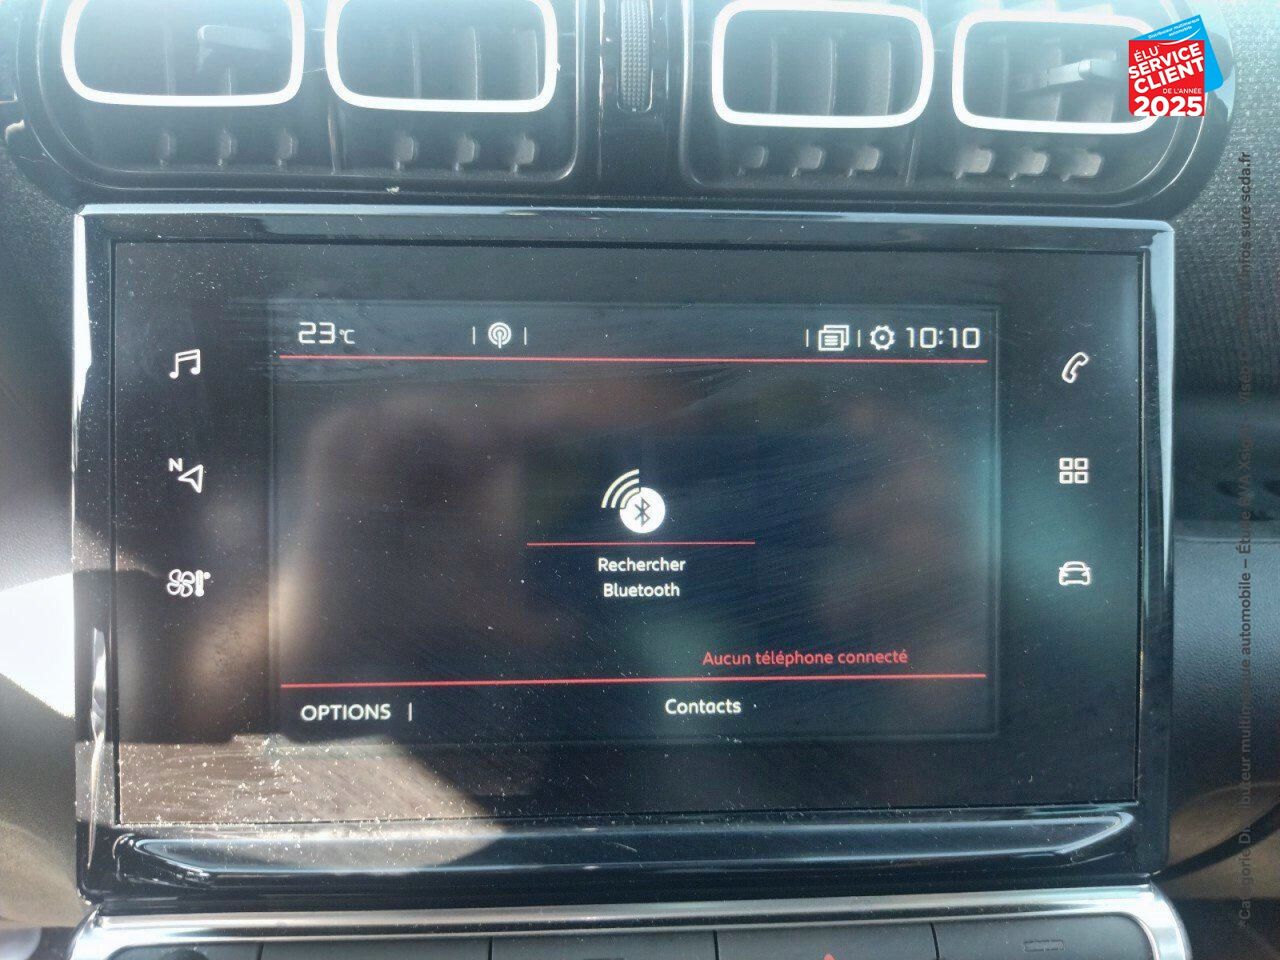 ÉLU
SERVICE
CLIENT
DE L'ANNÉE
2025
23°C
10:10
N
Rechercher
Bluetooth
Aucun téléphone connecté
OPTIONS
Contacts